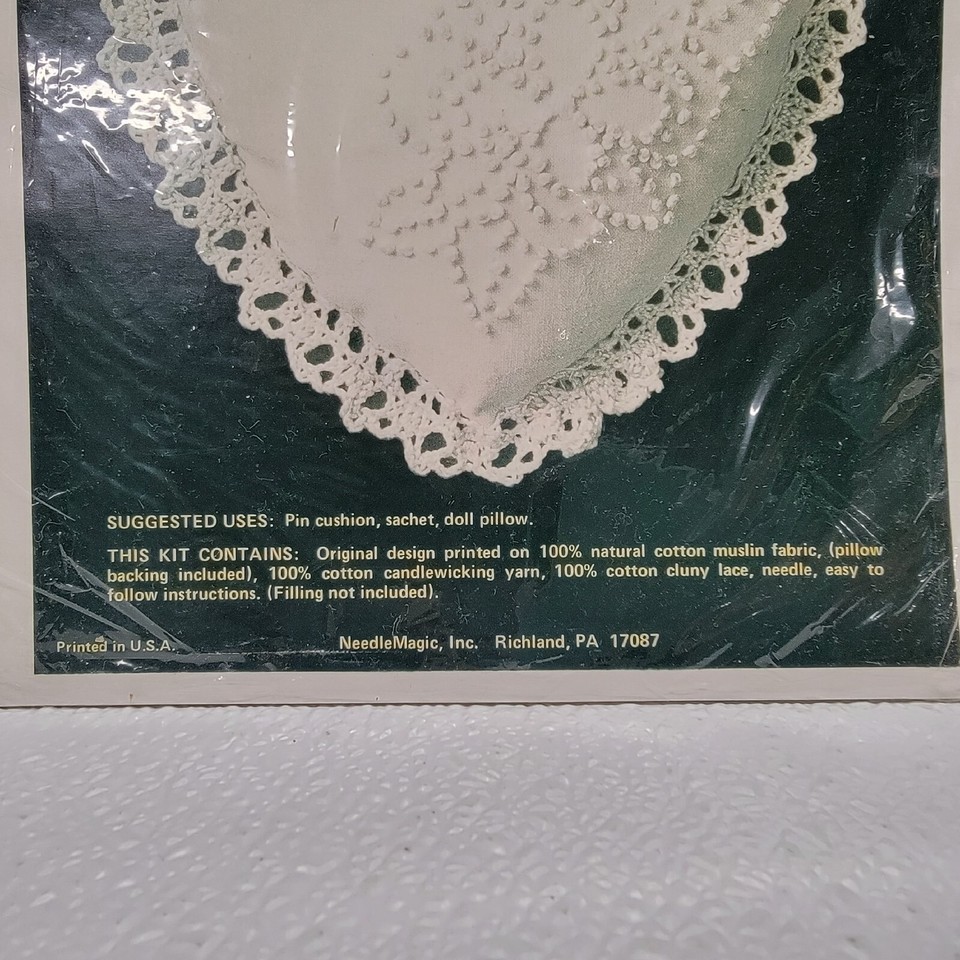 SUGGESTED USES: Pin cushion, sachet, doll pillow.
THIS KIT CONTAINS: Original design printed on 100% natural cotton muslin fabric, (pillow
backing included), 100% cotton candlewicking yarn, 100% cotton cluny lace, needle, easy to
follow instructions. (Filling not included).
Printed in U.S.A. NeedleMagic, Inc. Richland, PA 17087